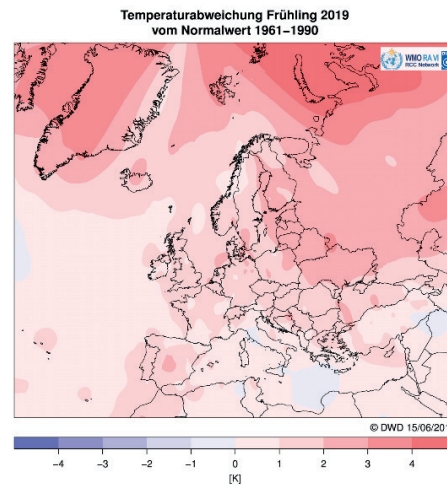 Temperaturabweichung Frühling 2019
vom Normalwert 1961−1990
WMO RA VI
RCC Network
© DWD 15/06/201
−4 −3 −2 −1 0 1 2 3 4
[K]